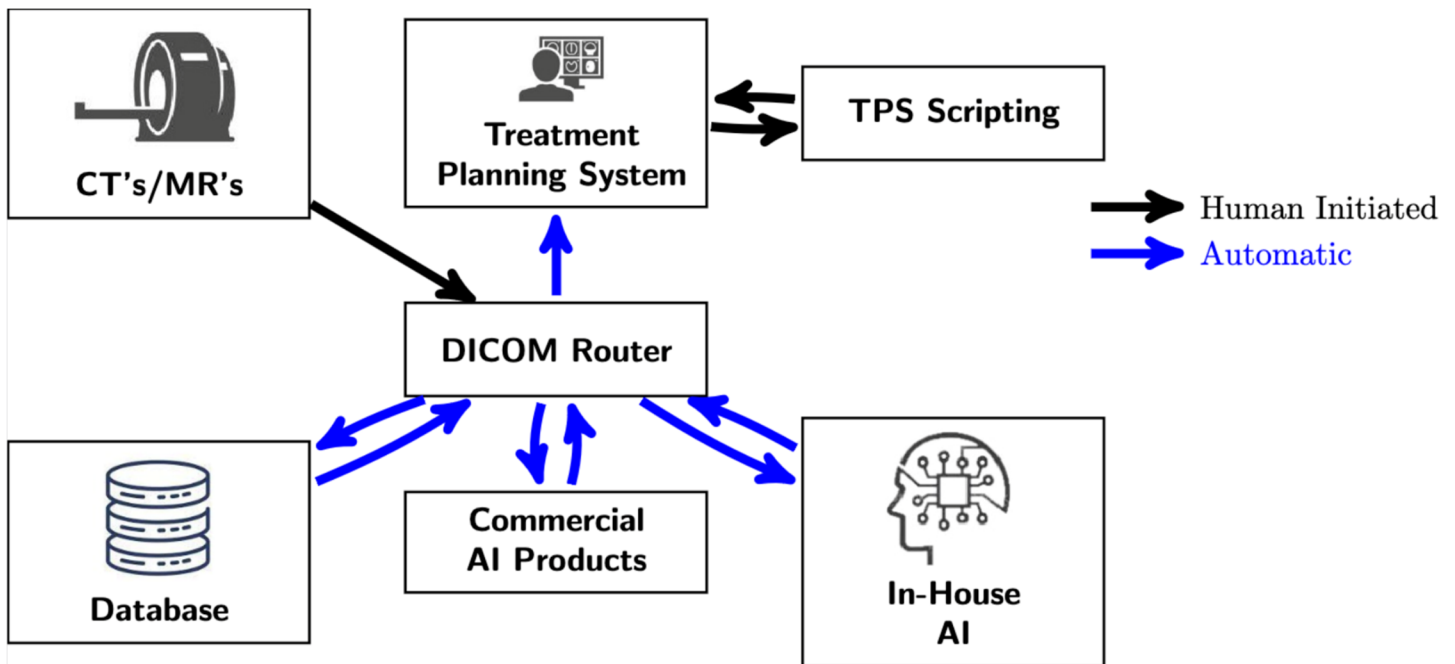 CT's/MR's
Treatment
Planning System
TPS Scripting
Human Initiated
Automatic
DICOM Router
Database
Commercial
AI Products
In-House
AI